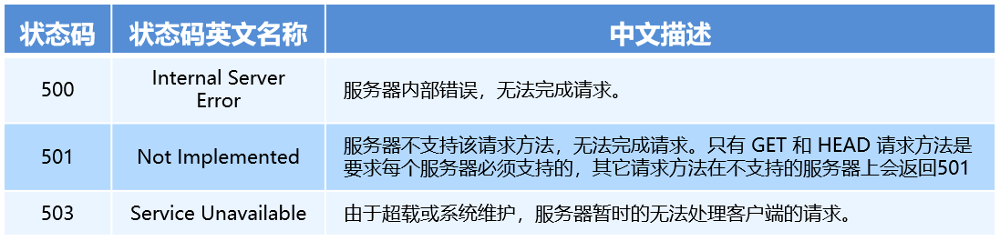 状态码 状态码英文名称 中文描述
500 Internal Server Error 服务器内部错误，无法完成请求。
501 Not Implemented 服务器不支持该请求方法，无法完成请求。只有 GET 和 HEAD 请求方法是
要求每个服务器必须支持的，其它请求方法在不支持的服务器上会返回501
503 Service Unavailable 由于超载或系统维护，服务器暂时的无法处理客户端的请求。